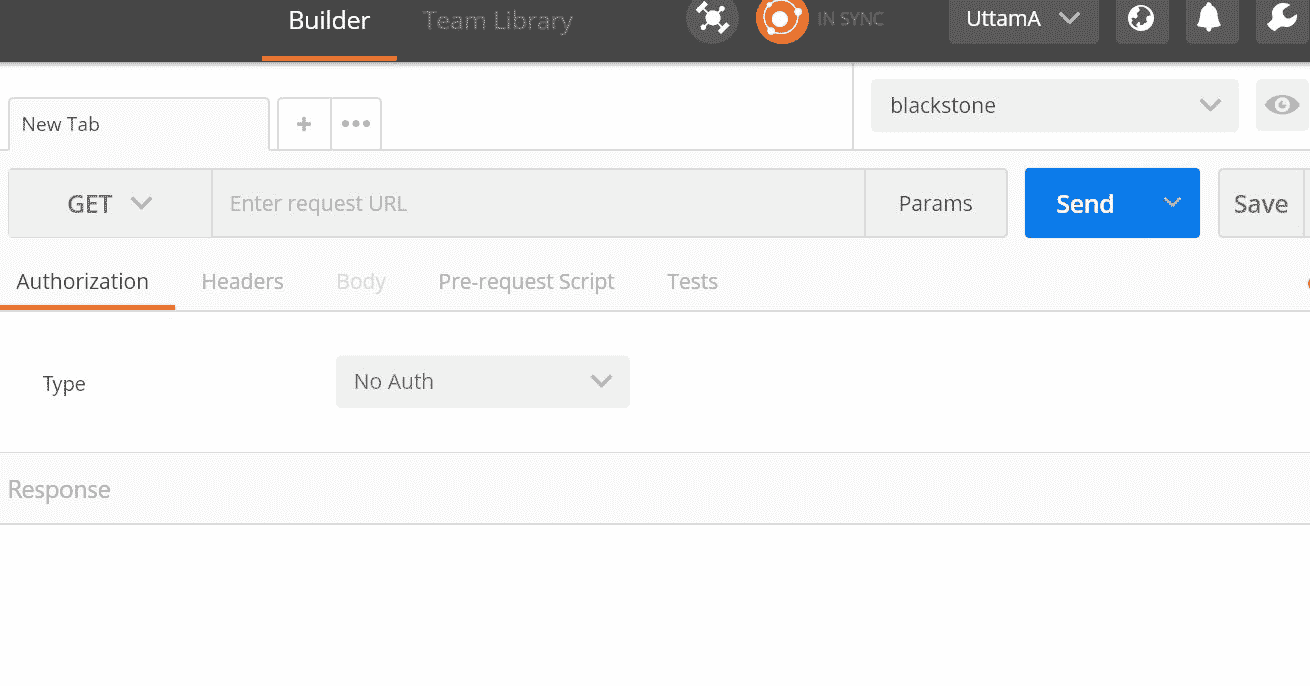 Builder Team Library IN SYNC UttamA
blackstone
New Tab + •••
GET Enter request URL Params Send Save
Authorization Headers Body Pre-request Script Tests
Type No Auth
Response